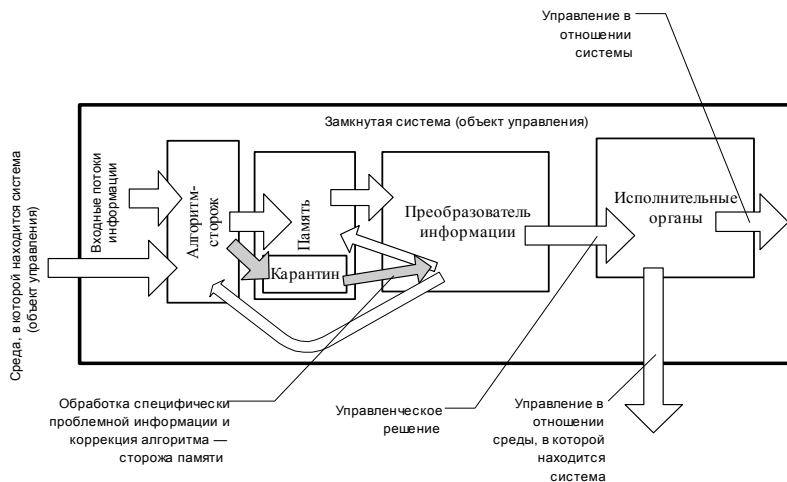 Управление в
отношении
системы
Замкнутая система (объект управления)
Среда, в которой находится система
(объект управления)
Входные потоки
информации
Алгоритм-
сторож
Память
Карантин
Преобразователь
информации
Исполнительные
органы
Обработка специфически
проблемной информации и
коррекция алгоритма —
сторожа памяти
Управленческое
решение
Управление в
отношении
среды, в которой
находится
система